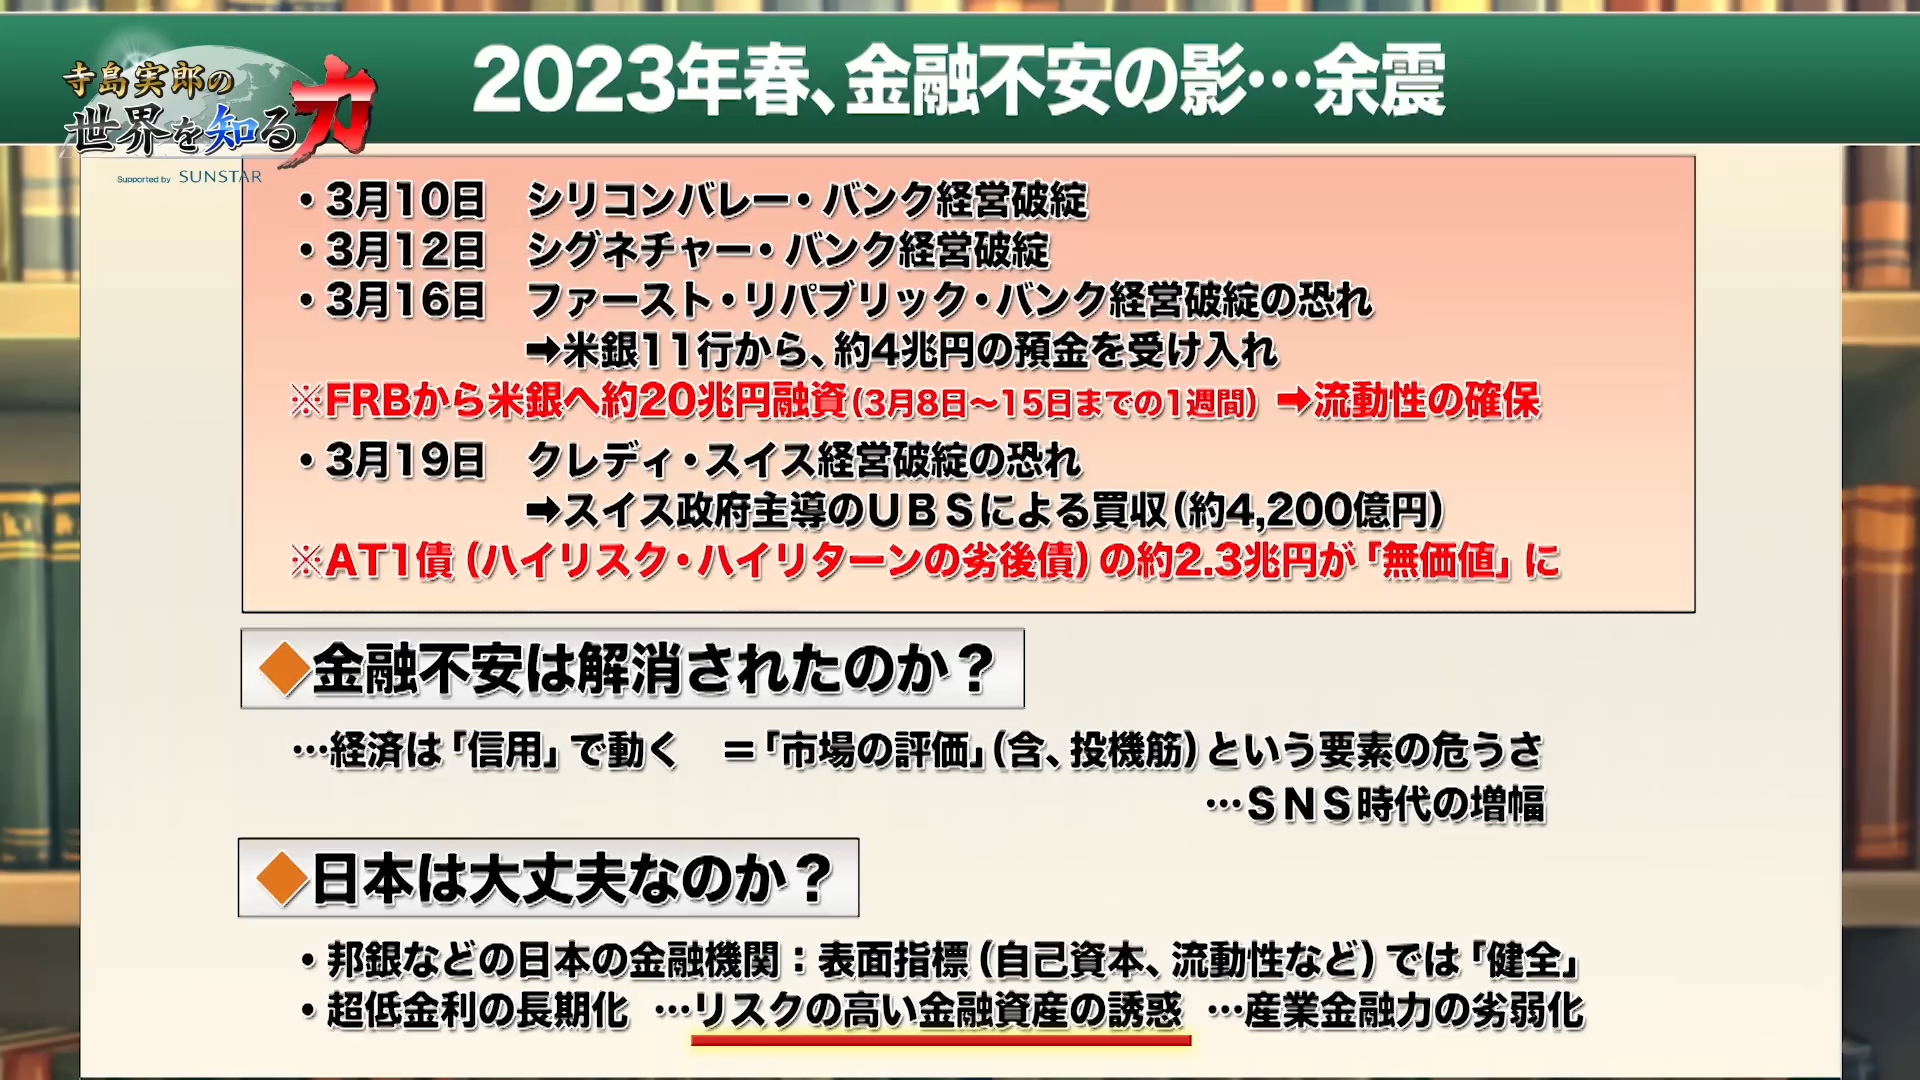 寺島実郎の
世界を知る力
Supported by SUNSTAR
2023年春、金融不安の影…余震
・3月10日　シリコンバレー・バンク経営破綻
・3月12日　シグネチャー・バンク経営破綻
・3月16日　ファースト・リパブリック・バンク経営破綻の恐れ
➡米銀11行から、約4兆円の預金を受け入れ
※FRBから米銀へ約20兆円融資（3月8日～15日までの1週間）➡流動性の確保
・3月19日　クレディ・スイス経営破綻の恐れ
➡スイス政府主導のＵＢＳによる買収（約4,200億円）
※AT1債（ハイリスク・ハイリターンの劣後債）の約2.3兆円が「無価値」に
◆金融不安は解消されたのか？
…経済は「信用」で動く　＝「市場の評価」（含、投機筋）という要素の危うさ
…ＳＮＳ時代の増幅
◆日本は大丈夫なのか？
・邦銀などの日本の金融機関：表面指標（自己資本、流動性など）では「健全」
・超低金利の長期化　…リスクの高い金融資産の誘惑　…産業金融力の劣弱化